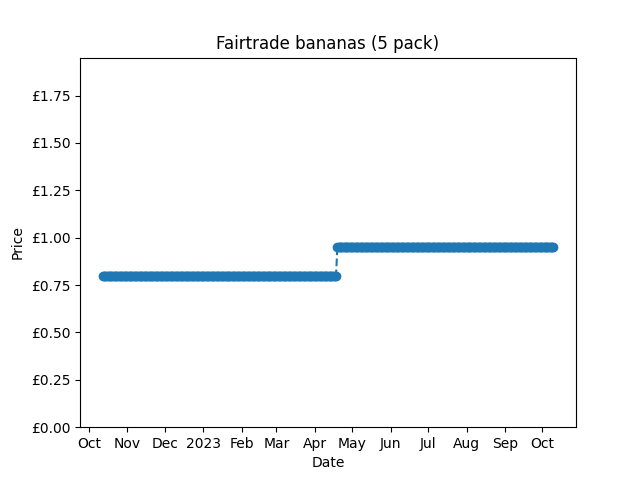 Fairtrade bananas (5 pack)
£1.75
£1.50
£1.25
£1.00
£0.75
£0.50
£0.25
£0.00
Price
Oct Nov Dec 2023 Feb Mar Apr May Jun Jul Aug Sep Oct
Date